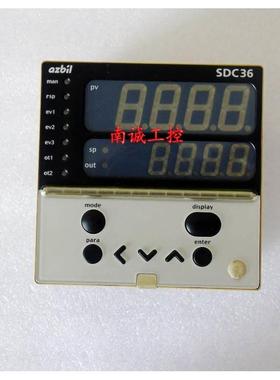 azbil
SDC36
man
pv
rsp
ev1
ev2
南诚工控
ev3
sp
ot1
out
ot2
mode
display
para
enter